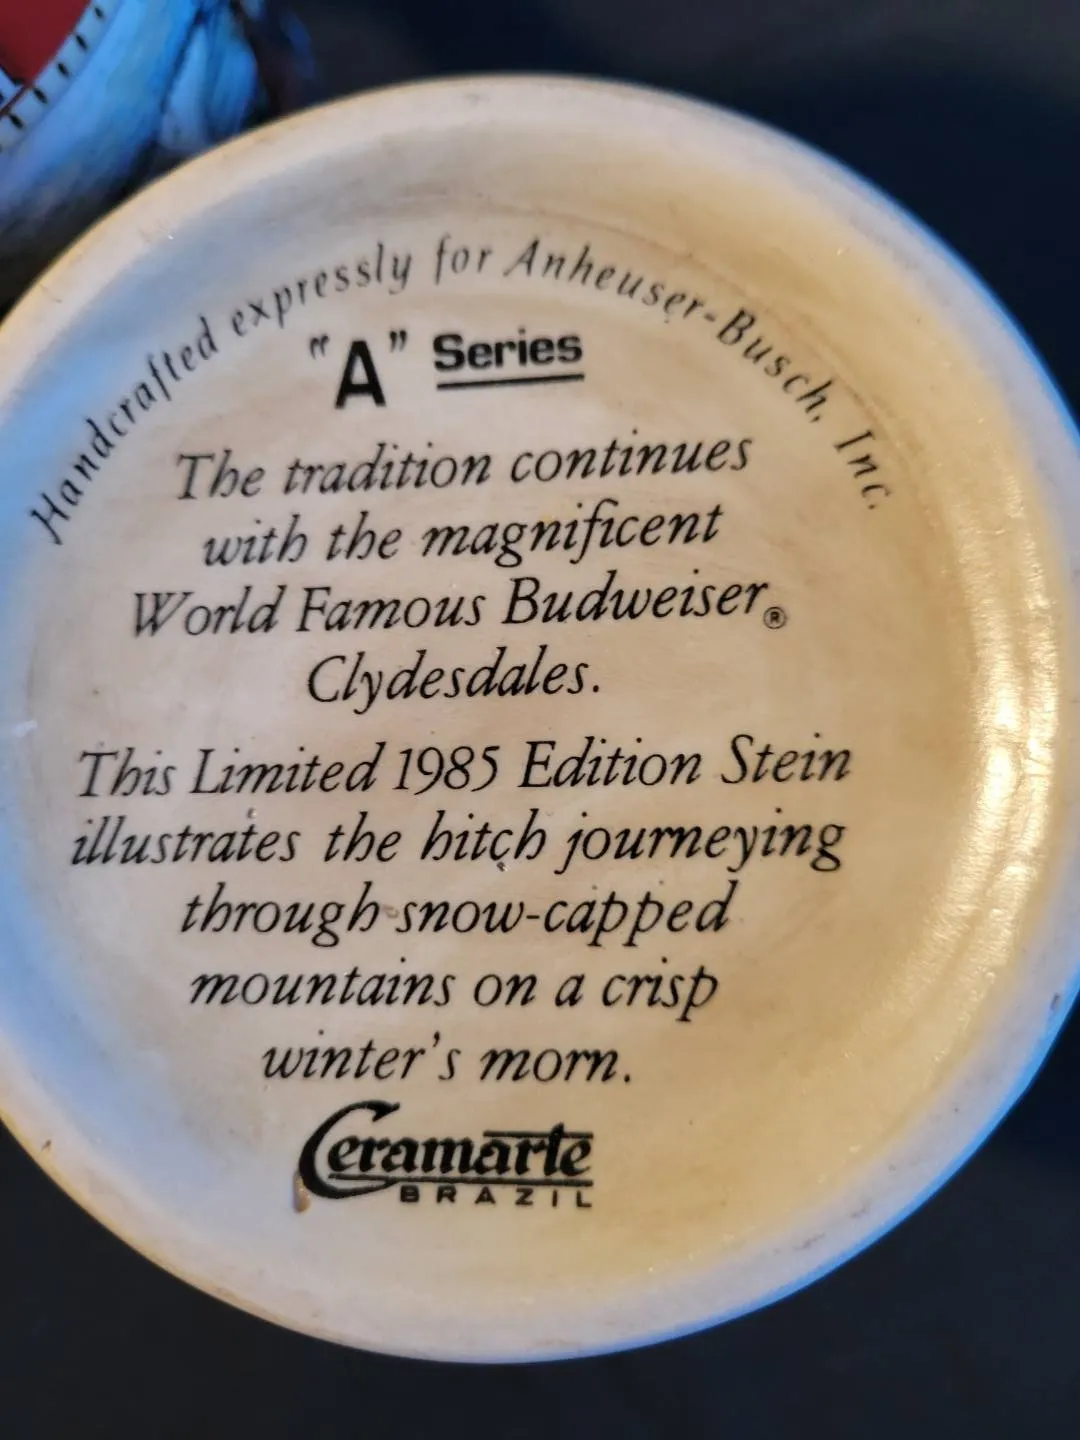 Handcrafted expressly for Anheuser-Busch, Inc.
"A" Series
The tradition continues
with the magnificent
World Famous Budweiser®
Clydesdales.
This Limited 1985 Edition Stein
illustrates the hitch journeying
through snow-capped
mountains on a crisp
winter's morn.
Ceramarte
BRAZIL